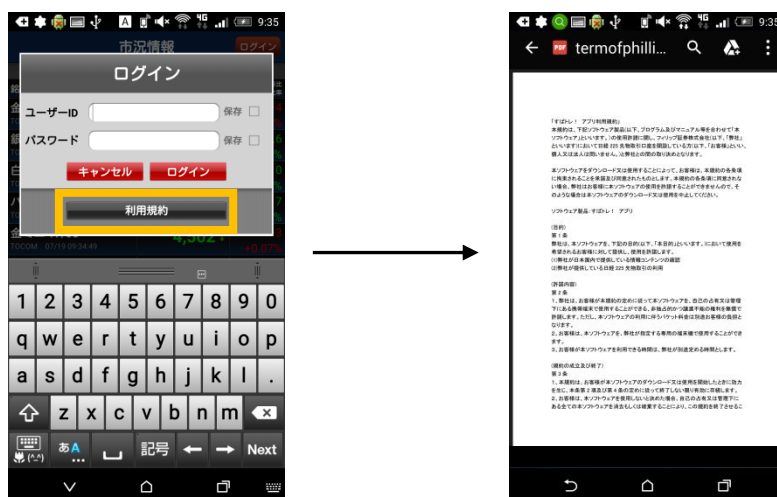 9:35
市況情報
ログイン
ログイン
ユーザーID
保存
パスワード
保存
キャンセル
ログイン
利用規約
4,502
+0.07%
TOCOM 07/19 09:34:49
1 2 3 4 5 6 7 8 9 0
q w e r t y u i o p
a s d f g h j k l .
z x c v b n m
(^_^)
あA
記号
Next
4G
9:35
PDF
termofphilli...
「すばトレ! アプリ利用規約」
本規約は、下記ソフトウェア製品(以下、プログラム及びマニュアル等を合わせて「本
ソフトウェア」といいます。)の使用許諾に関し、フィリップ証券株式会社(以下、「弊社」
といいます)において日経 225 先物取引口座を開設している方(以下、「お客様」といい、
個人又は法人は問いません。)と弊社との間の取り決めとなります。
本ソフトウェアをダウンロード又は使用することによって、お客様は、本規約の各条項
に拘束されることを承諾及び同意されたものとします。本規約の各条項に同意されな
い場合、弊社はお客様に本ソフトウェアの使用を許諾することができませんので、そ
のような場合は本ソフトウェアのダウンロード又は使用を中止してください。
ソフトウェア製品: すばトレ! アプリ
(目的)
第 1 条
弊社は、本ソフトウェアを、下記の目的(以下、「本目的」といいます。)において使用を
希望されるお客様に対して提供し、使用を許諾します。
(1)弊社が日本国内で提供している情報コンテンツの確認
(2)弊社が提供している日経 225 先物取引の利用
(許諾内容)
第 2 条
1、弊社は、お客様が本規約の定めに従って本ソフトウェアを、自己の占有又は管理
下にある携帯端末で使用することができる、非独占的かつ譲渡不能の権利を無償で
許諾します。ただし、本ソフトウェアの利用に伴うパケット料金は別途お客様の負担と
なります。
2、お客様は、本ソフトウェアを、弊社が指定する専用の端末機で使用することができ
ます。
3、お客様が本ソフトウェアを利用できる時間は、弊社が別途定める時間とします。
(規約の成立及び終了)
第 3 条
1、本規約は、お客様が本ソフトウェアのダウンロード又は使用を開始したときに効力
を生じ、本条第 2 項及び第 4 条の定めに従って終了しない限り有効に存続します。
2、お客様は、本ソフトウェアを使用しないと決めた場合、自己の占有又は管理下に
ある全ての本ソフトウェアを消去もしくは破棄することにより、この規約を終了させるこ